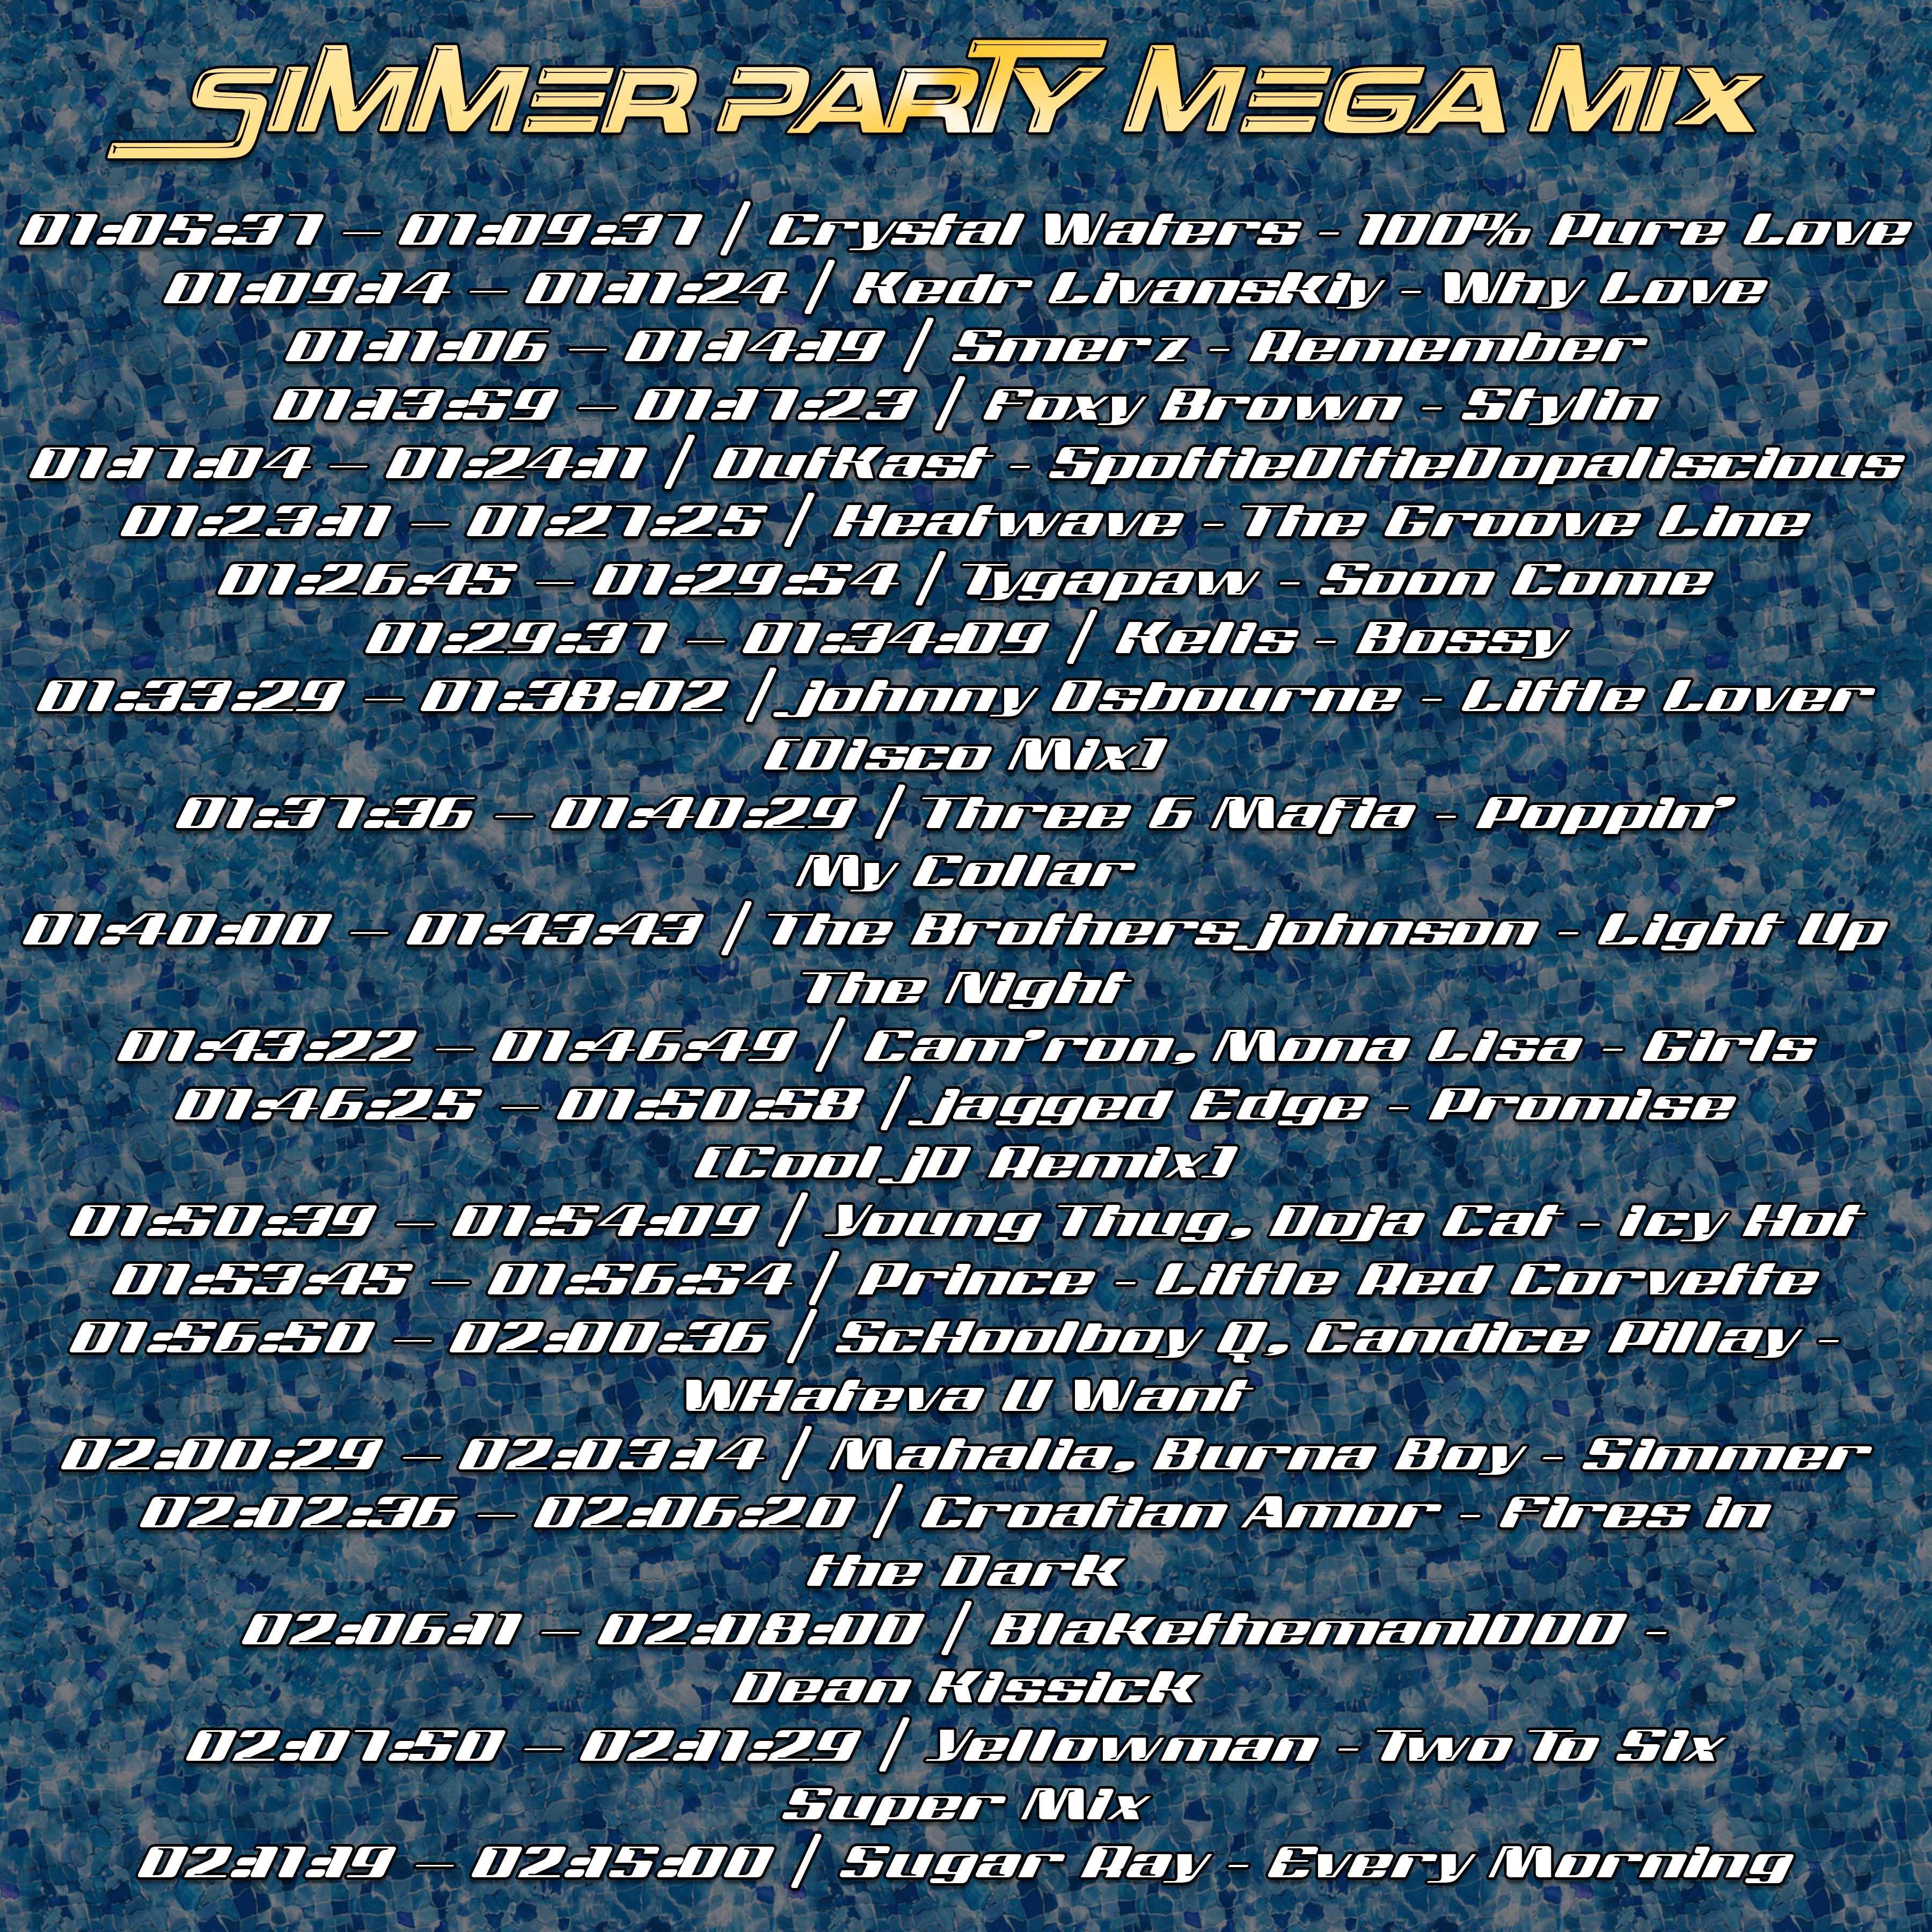 SIMMER PARTY MEGA MIX
01:05:37 – 01:09:37 | Crystal Waters - 100% Pure Love
01:09:14 – 01:11:24 | Kedr Livanskiy - Why Love
01:11:06 – 01:14:19 | Smerz - Remember
01:13:59 – 01:17:23 | Foxy Brown - Stylin
01:17:04 – 01:24:11 | OutKast - SpottieOttieDopaliscious
01:23:11 – 01:27:25 | Heatwave - The Groove Line
01:26:45 – 01:29:54 | Tygapaw - Soon Come
01:29:37 – 01:34:09 | Kelis - Bossy
01:33:29 – 01:38:02 | Johnny Osbourne - Little Lover
[Disco Mix]
01:37:36 – 01:40:29 | Three 6 Mafia - Poppin'
My Collar
01:40:00 – 01:43:43 | The Brothers Johnson - Light Up
The Night
01:43:22 – 01:46:49 | Cam'ron, Mona Lisa - Girls
01:46:25 – 01:50:58 | Jagged Edge - Promise
[Cool JD Remix]
01:50:39 – 01:54:09 | Young Thug, Doja Cat - Icy Hot
01:53:45 – 01:56:54 | Prince - Little Red Corvette
01:56:50 – 02:00:36 | ScHoolboy Q, Candice Pillay -
WHateva U Want
02:00:29 – 02:03:14 | Mahalia, Burna Boy - Simmer
02:02:36 – 02:06:20 | Croatian Amor - Fires in
the Dark
02:06:11 – 02:08:00 | Blaketheman1000 -
Dean Kissick
02:07:50 – 02:11:29 | Yellowman - Two To Six
Super Mix
02:11:19 – 02:15:00 | Sugar Ray - Every Morning